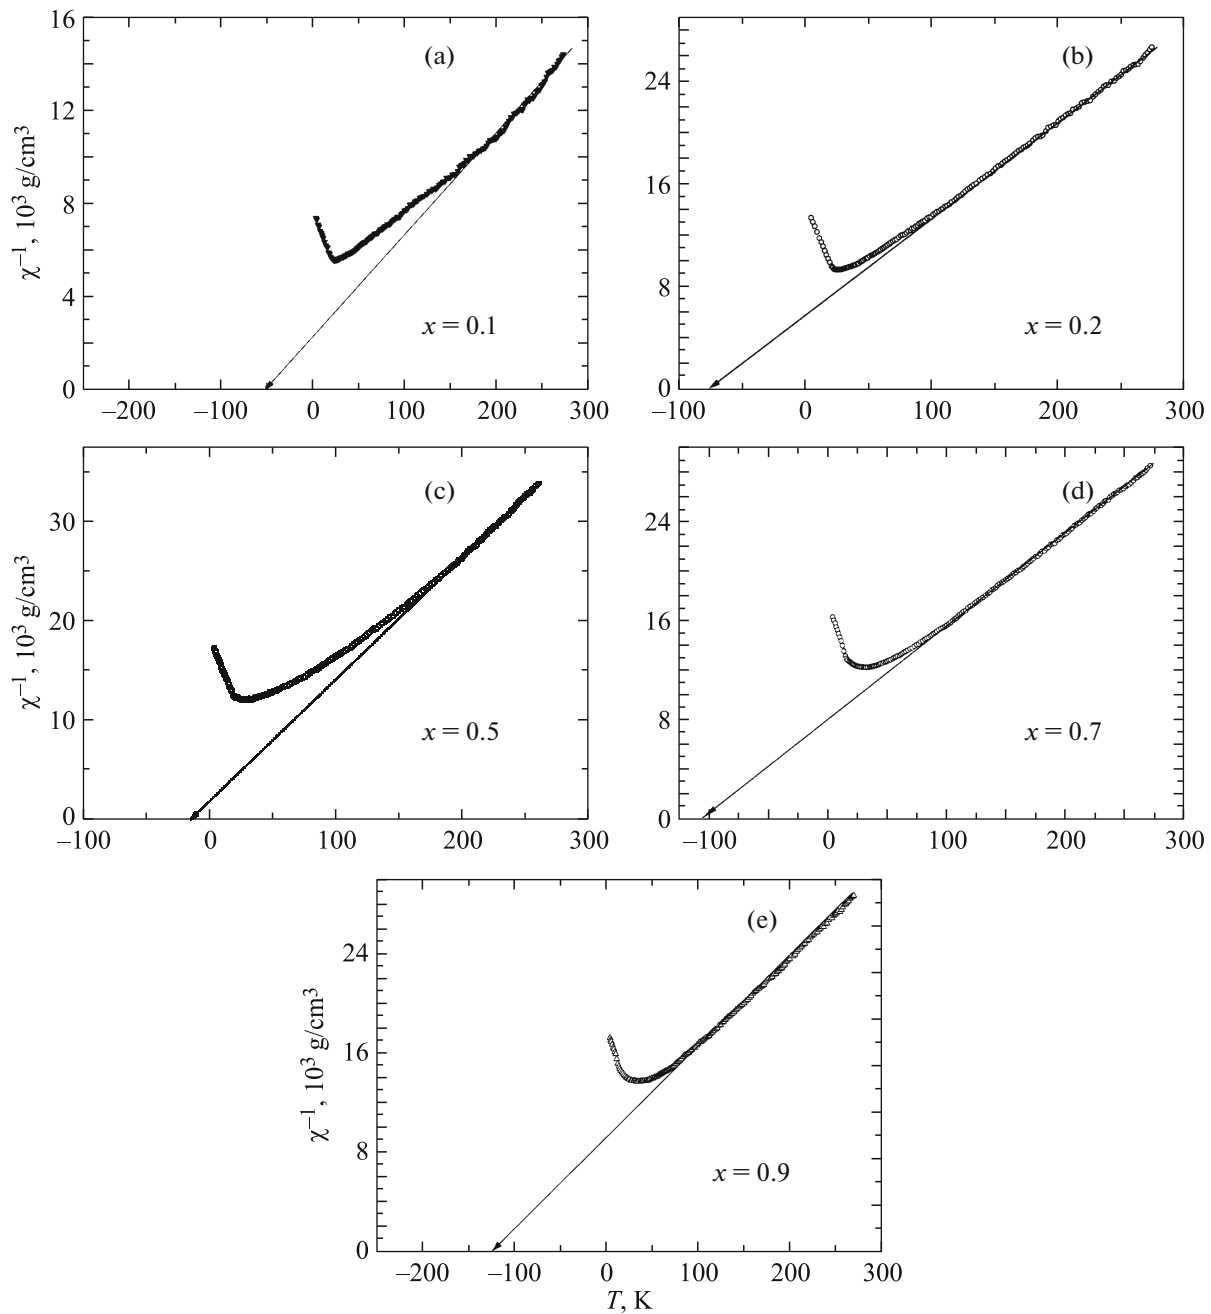 16
12
8
4
0
χ⁻¹, 10³ g/cm³
(a)
x = 0.1
–200 –100 0 100 200 300
24
16
8
0
(b)
x = 0.2
–100 0 100 200 300
30
20
10
0
χ⁻¹, 10³ g/cm³
(c)
x = 0.5
–100 0 100 200 300
24
16
8
0
(d)
x = 0.7
–100 0 100 200 300
24
16
8
0
χ⁻¹, 10³ g/cm³
(e)
x = 0.9
–200 –100 0 100 200 300
T, K